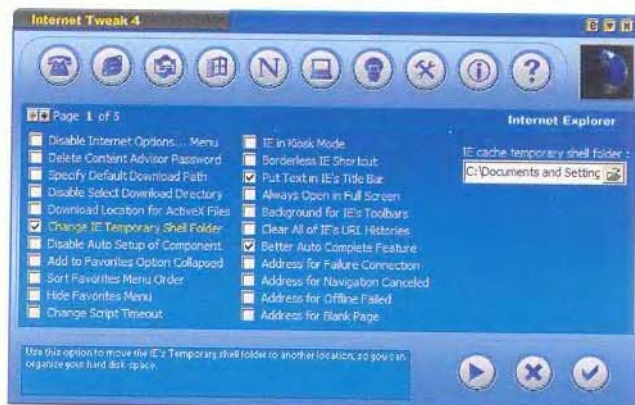 Internet Tweak 4
N
i
?
Page 1 of 5
Internet Explorer
Disable Internet Options... Menu
Delete Content Advisor Password
Specify Default Download Path
Disable Select Download Directory
Download Location for ActiveX Files
Change IE Temporary Shell Folder
Disable Auto Setup of Component
Add to Favorites Option Collapsed
Sort Favorites Menu Order
Hide Favorites Menu
Change Script Timeout
IE in Kiosk Mode
Borderless IE Shortcut
Put Text in IE's Title Bar
Always Open in Full Screen
Background for IE's Toolbars
Clear All of IE's URL Histories
Better Auto Complete Feature
Address for Failure Connection
Address for Navigation Canceled
Address for Offline Failed
Address for Blank Page
IE cache temporary shell folder :
C:\Documents and Setting
Use this option to move the IE's Temporary shell folder to another location, so you can
organize your hard disk space.